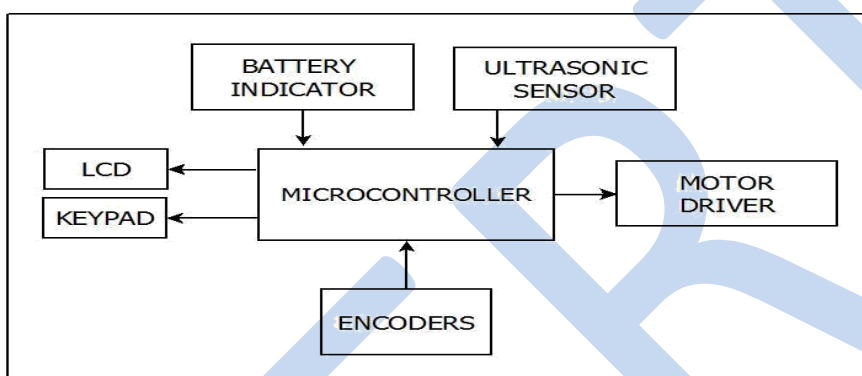 BATTERY
INDICATOR
ULTRASONIC
SENSOR
LCD
KEYPAD
MICROCONTROLLER
MOTOR
DRIVER
ENCODERS